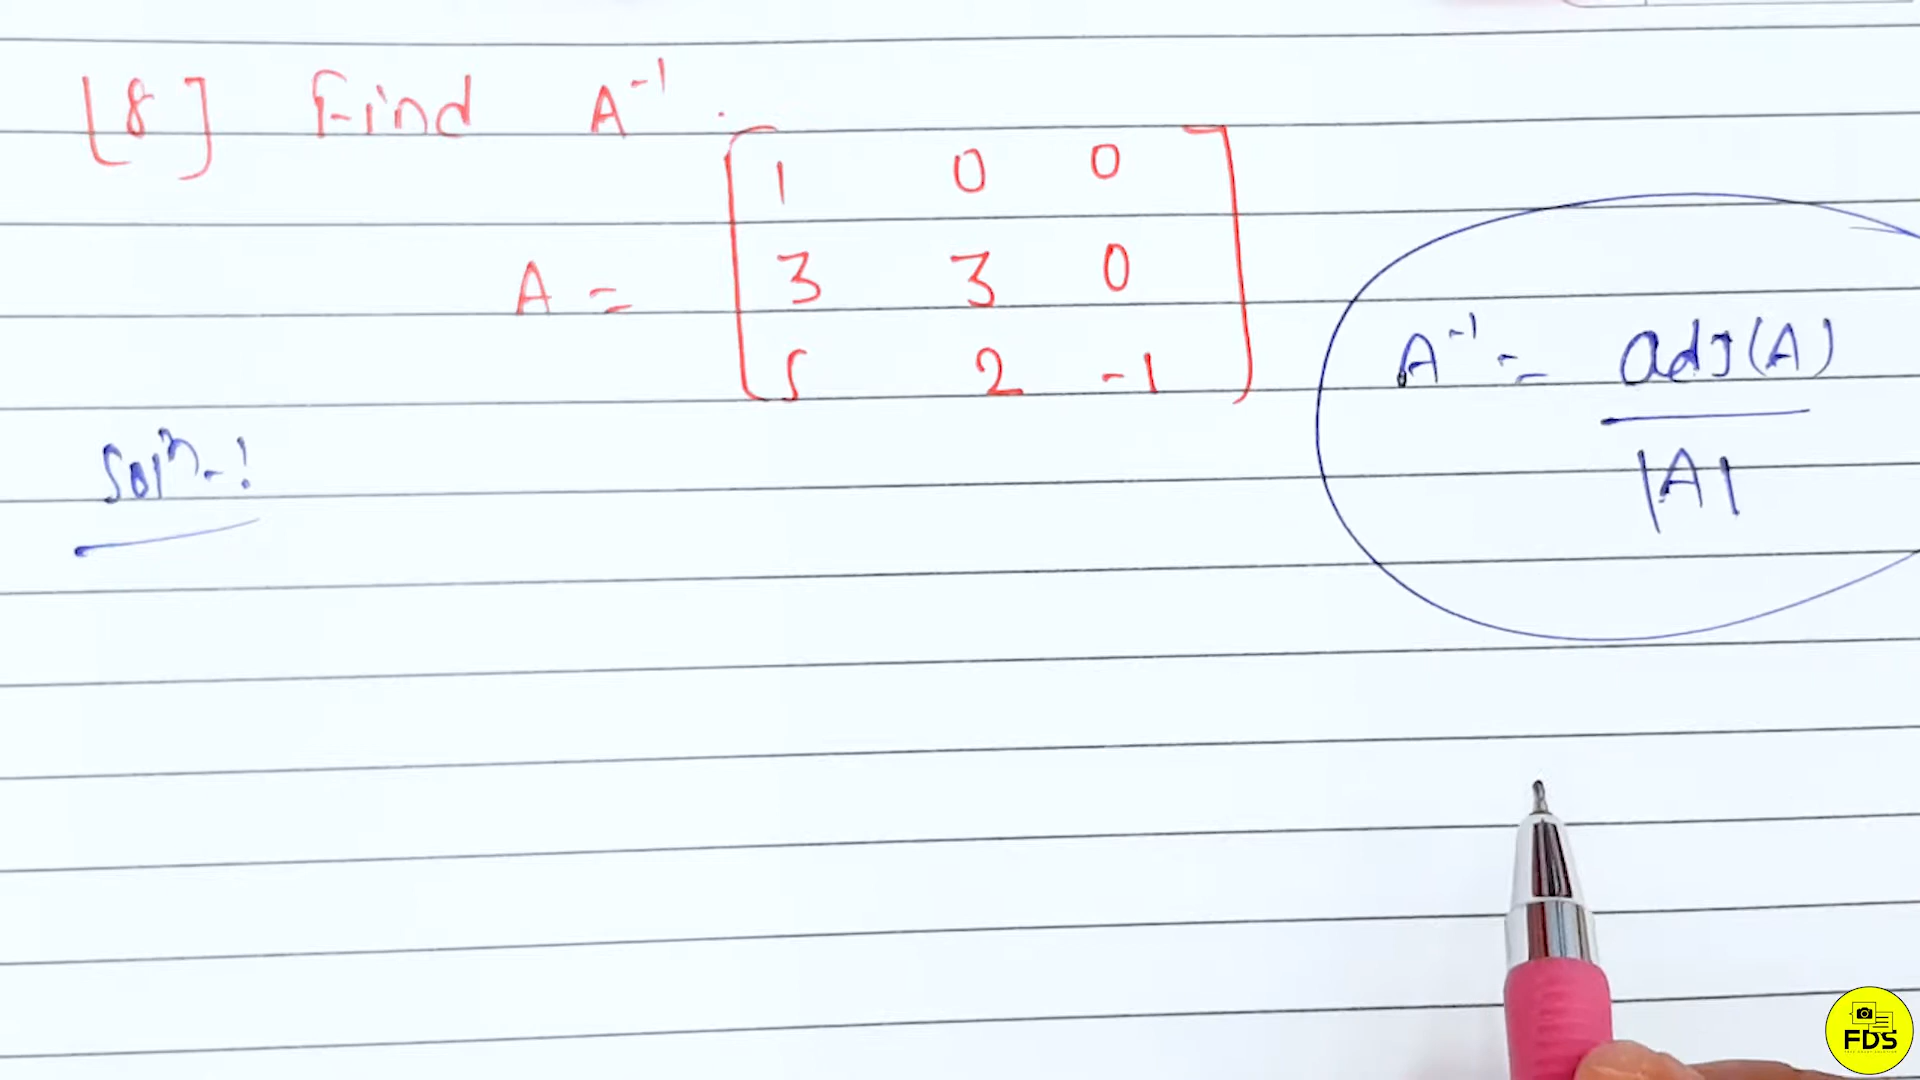 [8] Find A⁻¹.
A = [ 1 0 0
3 3 0
5 2 -1 ]
A⁻¹ = adj(A)
|A|
Solⁿ-:
FDS